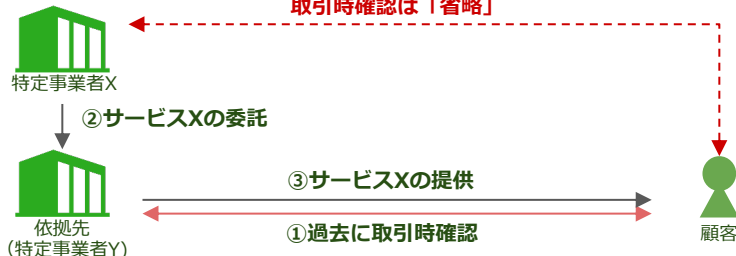 取引時確認は「省略」
特定事業者X
②サービスXの委託
③サービスXの提供
依拠先
(特定事業者Y)
①過去に取引時確認
顧客